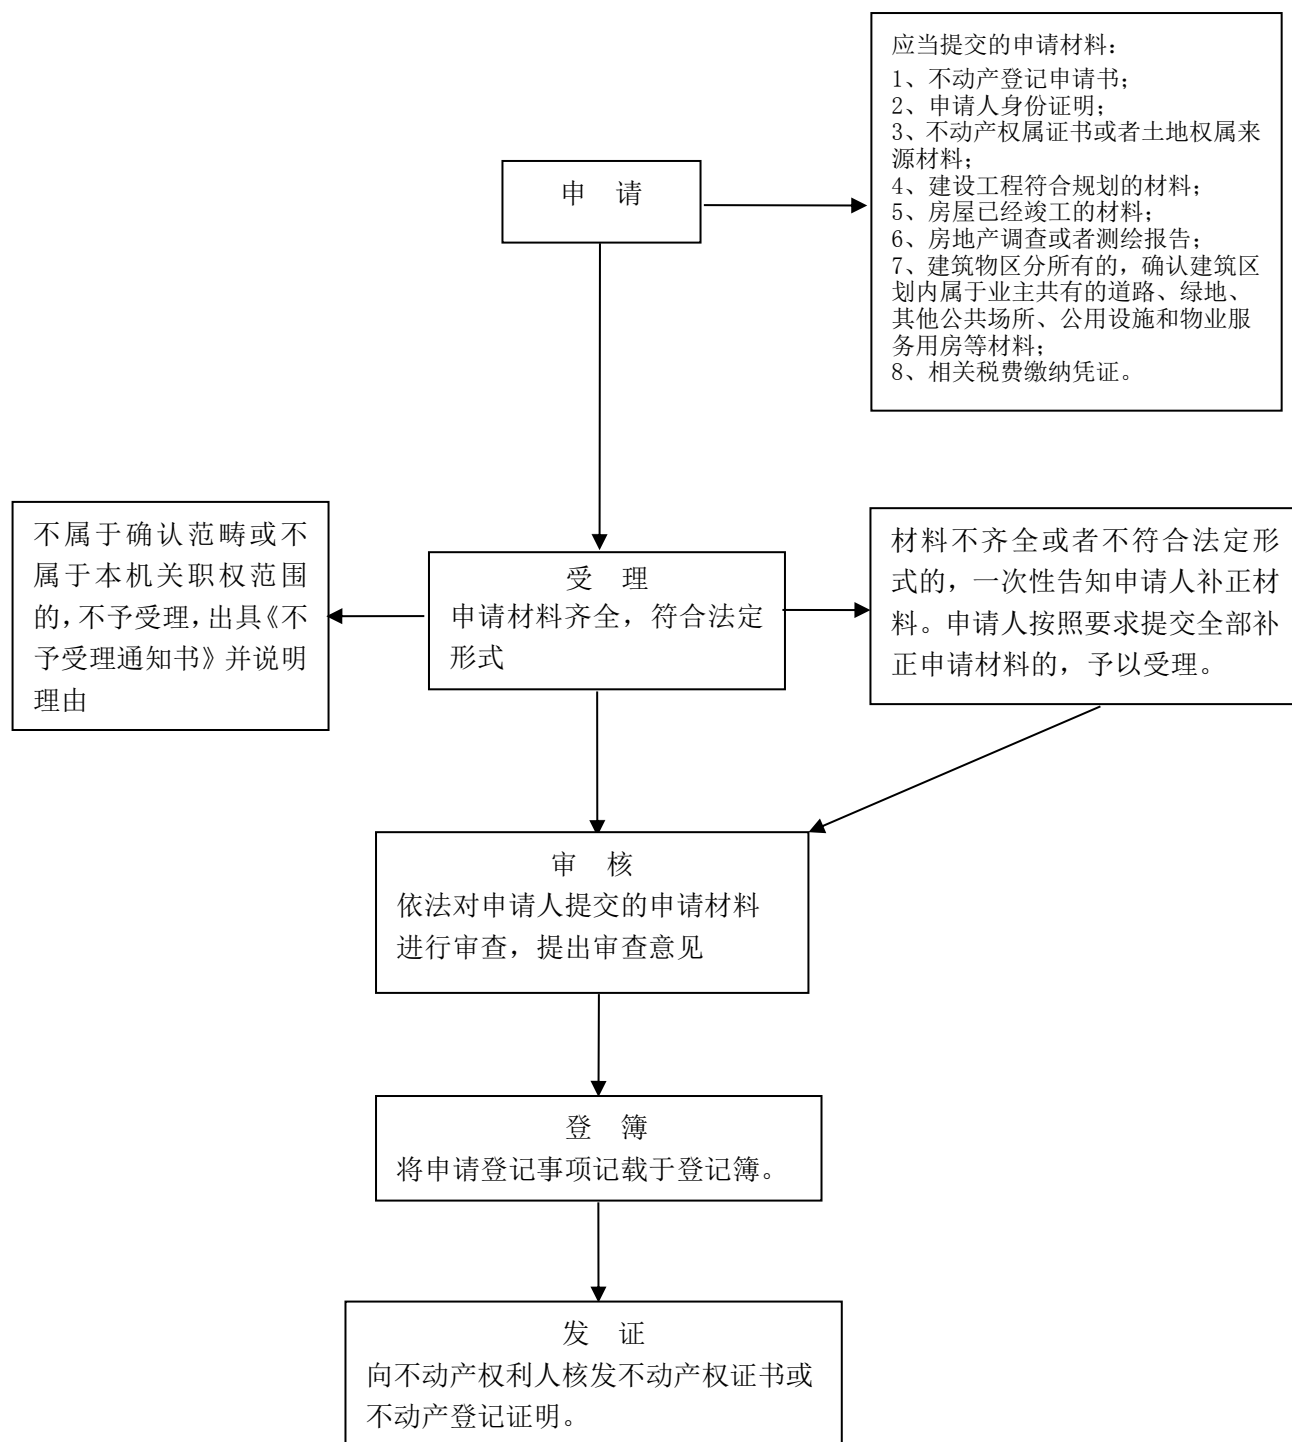 应当提交的申请材料：
1、不动产登记申请书；
2、申请人身份证明；
3、不动产权属证书或者土地权属来
源材料；
4、建设工程符合规划的材料；
5、房屋已经竣工的材料；
6、房地产调查或者测绘报告；
7、建筑物区分所有的，确认建筑区
划内属于业主共有的道路、绿地、
其他公共场所、公用设施和物业服
务用房等材料；
8、相关税费缴纳凭证。
申 请
不属于确认范畴或不
属于本机关职权范围
的，不予受理，出具《不
予受理通知书》并说明
理由
受 理
申请材料齐全，符合法定
形式
材料不齐全或者不符合法定形
式的，一次性告知申请人补正材
料。申请人按照要求提交全部补
正申请材料的，予以受理。
审 核
依法对申请人提交的申请材料
进行审查，提出审查意见
登 簿
将申请登记事项记载于登记簿。
发 证
向不动产权利人核发不动产权证书或
不动产登记证明。